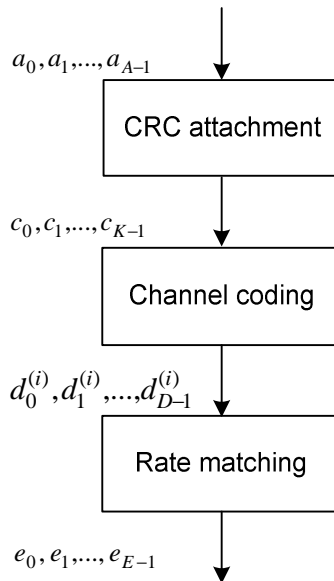 a_0, a_1,..., a_{A-1}
CRC attachment
c_0, c_1,..., c_{K-1}
Channel coding
d_0^{(i)}, d_1^{(i)},..., d_{D-1}^{(i)}
Rate matching
e_0, e_1,..., e_{E-1}